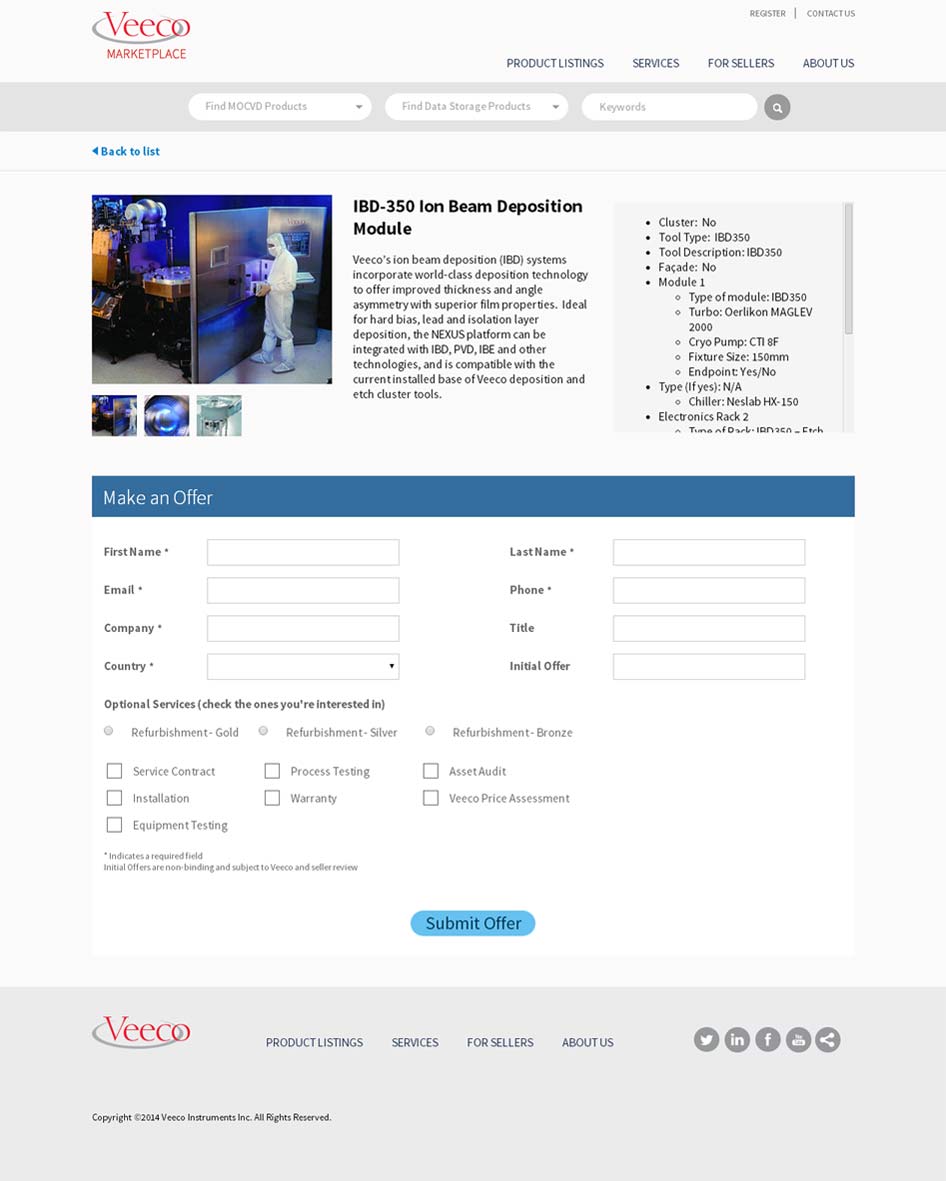 Veeco
MARKETPLACE
REGISTER | CONTACT US
PRODUCT LISTINGS SERVICES FOR SELLERS ABOUT US
Find MOCVD Products Find Data Storage Products Keywords
Back to list
IBD-350 Ion Beam Deposition
Module
Veeco's ion beam deposition (IBD) systems
incorporate world-class deposition technology
to offer improved thickness and angle
asymmetry with superior film properties. Ideal
for hard bias, lead and isolation layer
deposition, the NEXUS platform can be
integrated with IBD, PVD, IBE and other
technologies, and is compatible with the
current installed base of Veeco deposition and
etch cluster tools.
Cluster: No
Tool Type: IBD350
Tool Description: IBD350
Façade: No
Module 1
Type of module: IBD350
Turbo: Oerlikon MAGLEV
2000
Cryo Pump: CTI 8F
Fixture Size: 150mm
Endpoint: Yes/No
Type (If yes): N/A
Chiller: Neslab HX-150
Electronics Rack 2
Type of Rack: IBD350 – Etch
Make an Offer
First Name * Last Name *
Email * Phone *
Company * Title
Country * Initial Offer
Optional Services (check the ones you're interested in)
Refurbishment - Gold Refurbishment - Silver Refurbishment - Bronze
Service Contract Process Testing Asset Audit
Installation Warranty Veeco Price Assessment
Equipment Testing
* Indicates a required field
Initial Offers are non-binding and subject to Veeco and seller review
Submit Offer
Veeco
PRODUCT LISTINGS SERVICES FOR SELLERS ABOUT US
Copyright ©2014 Veeco Instruments Inc. All Rights Reserved.